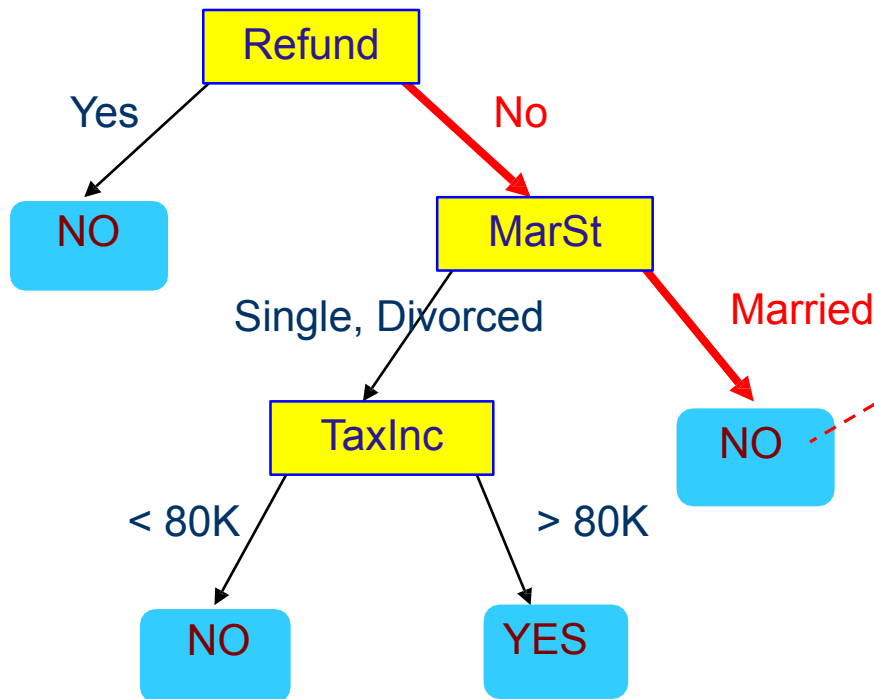 Refund
Yes
No
NO
MarSt
Single, Divorced
Married
TaxInc
NO
< 80K
> 80K
NO
YES